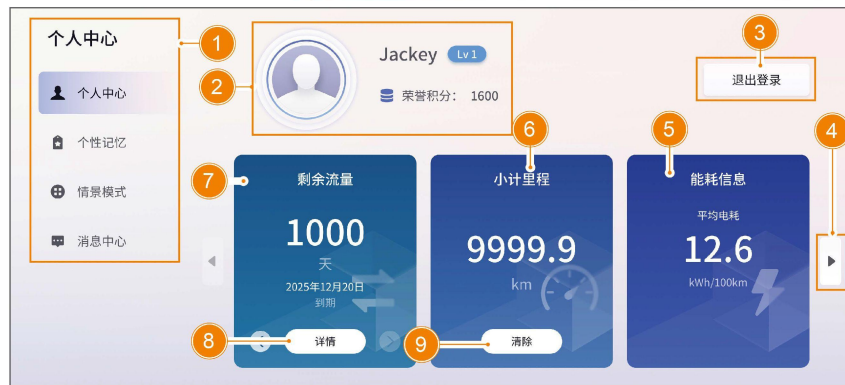 个人中心
1
个人中心
个性记忆
情景模式
消息中心
2
Jackey Lv 1
荣誉积分： 1600
3
退出登录
4
5
6
7
剩余流量
1000
天
2025年12月20日
到期
8
详情
小计里程
9999.9
km
9
清除
能耗信息
平均电耗
12.6
kWh/100km